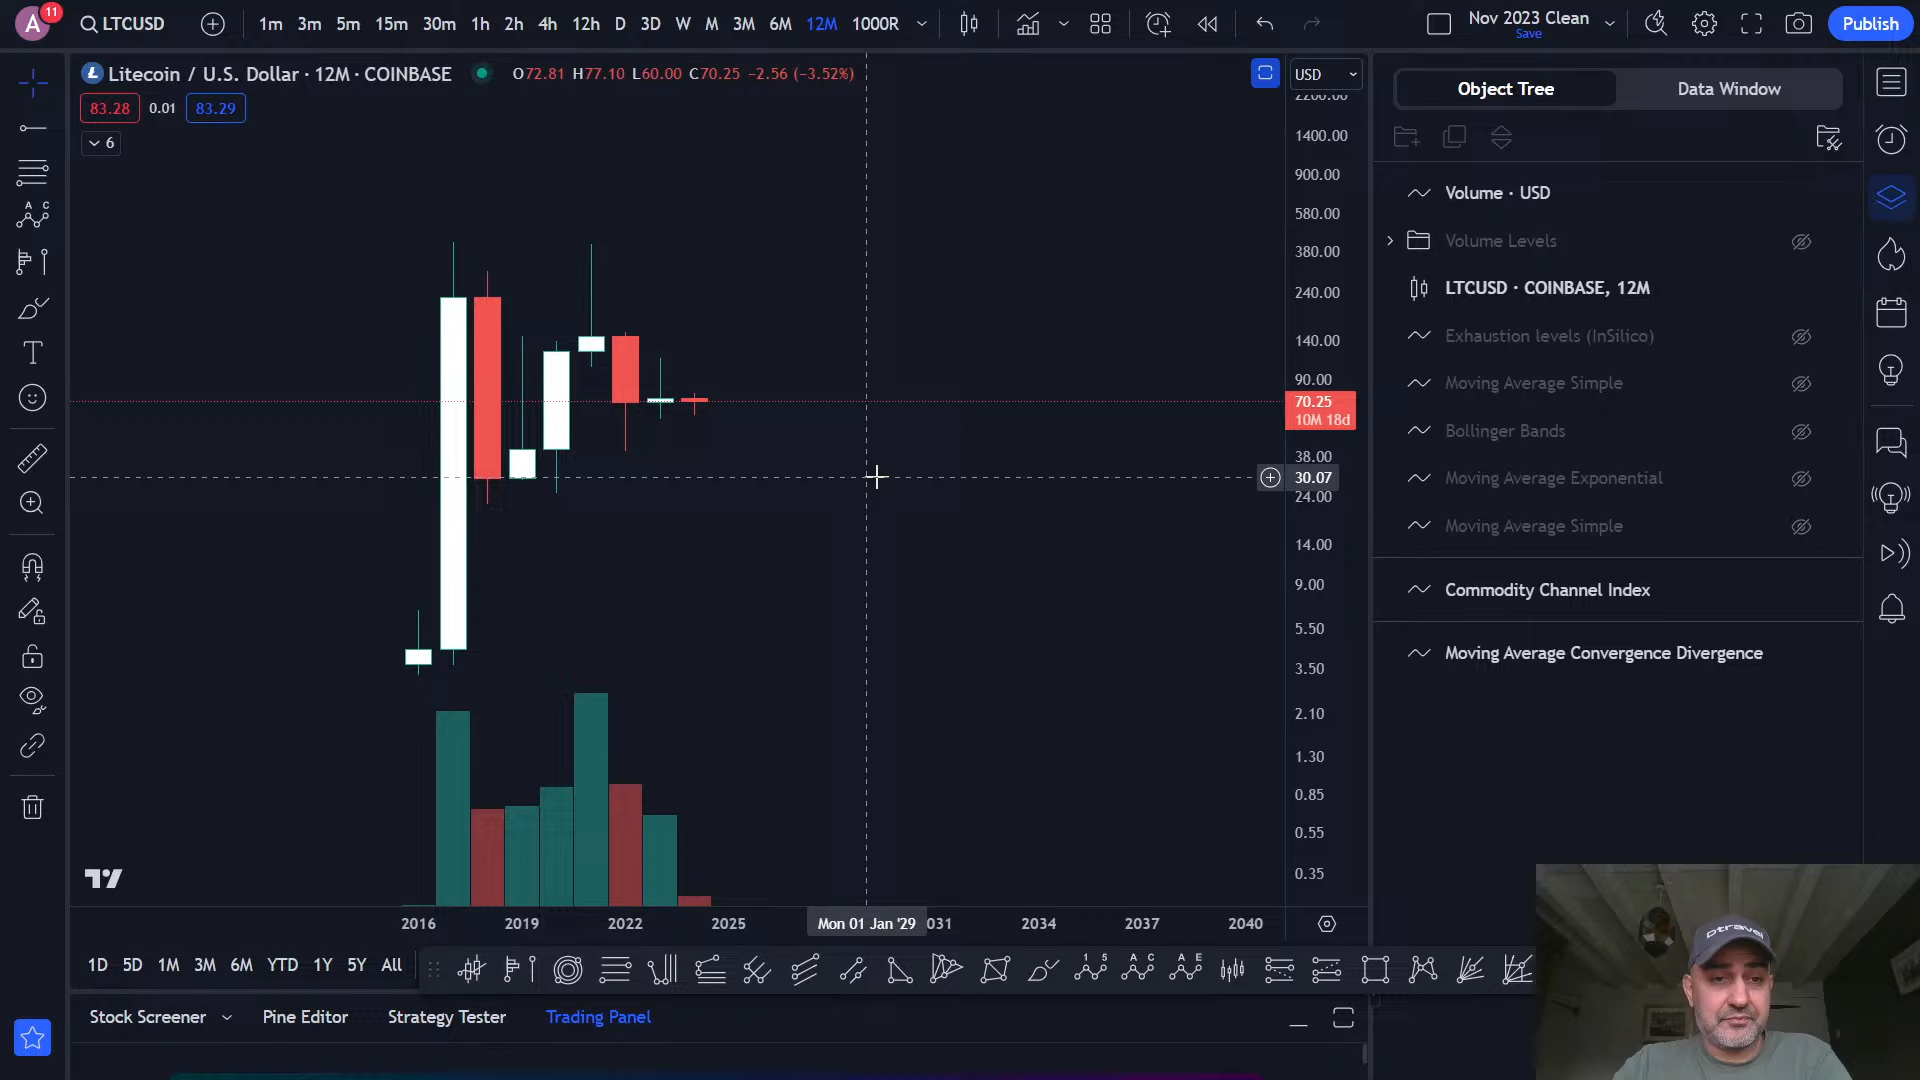 A
11
LTCUSD
1m 3m 5m 15m 30m 1h 2h 4h 12h D 3D W M 3M 6M 12M 1000R
Nov 2023 Clean
Save
Publish
Litecoin / U.S. Dollar · 12M · COINBASE
O72.81 H77.10 L60.00 C70.25 −2.56 (−3.52%)
USD
83.28 0.01 83.29
6
2200.00
1400.00
900.00
580.00
380.00
240.00
140.00
90.00
70.25
10M 18d
38.00
30.07
24.00
14.00
9.00
5.50
3.50
2.10
1.30
0.85
0.55
0.35
2016 2019 2022 2025 Mon 01 Jan '29 031 2034 2037 2040
Object Tree
Data Window
Volume · USD
Volume Levels
LTCUSD · COINBASE, 12M
Exhaustion levels (InSilico)
Moving Average Simple
Bollinger Bands
Moving Average Exponential
Moving Average Simple
Commodity Channel Index
Moving Average Convergence Divergence
1D 5D 1M 3M 6M YTD 1Y 5Y All
Stock Screener
Pine Editor
Strategy Tester
Trading Panel
Dtravel